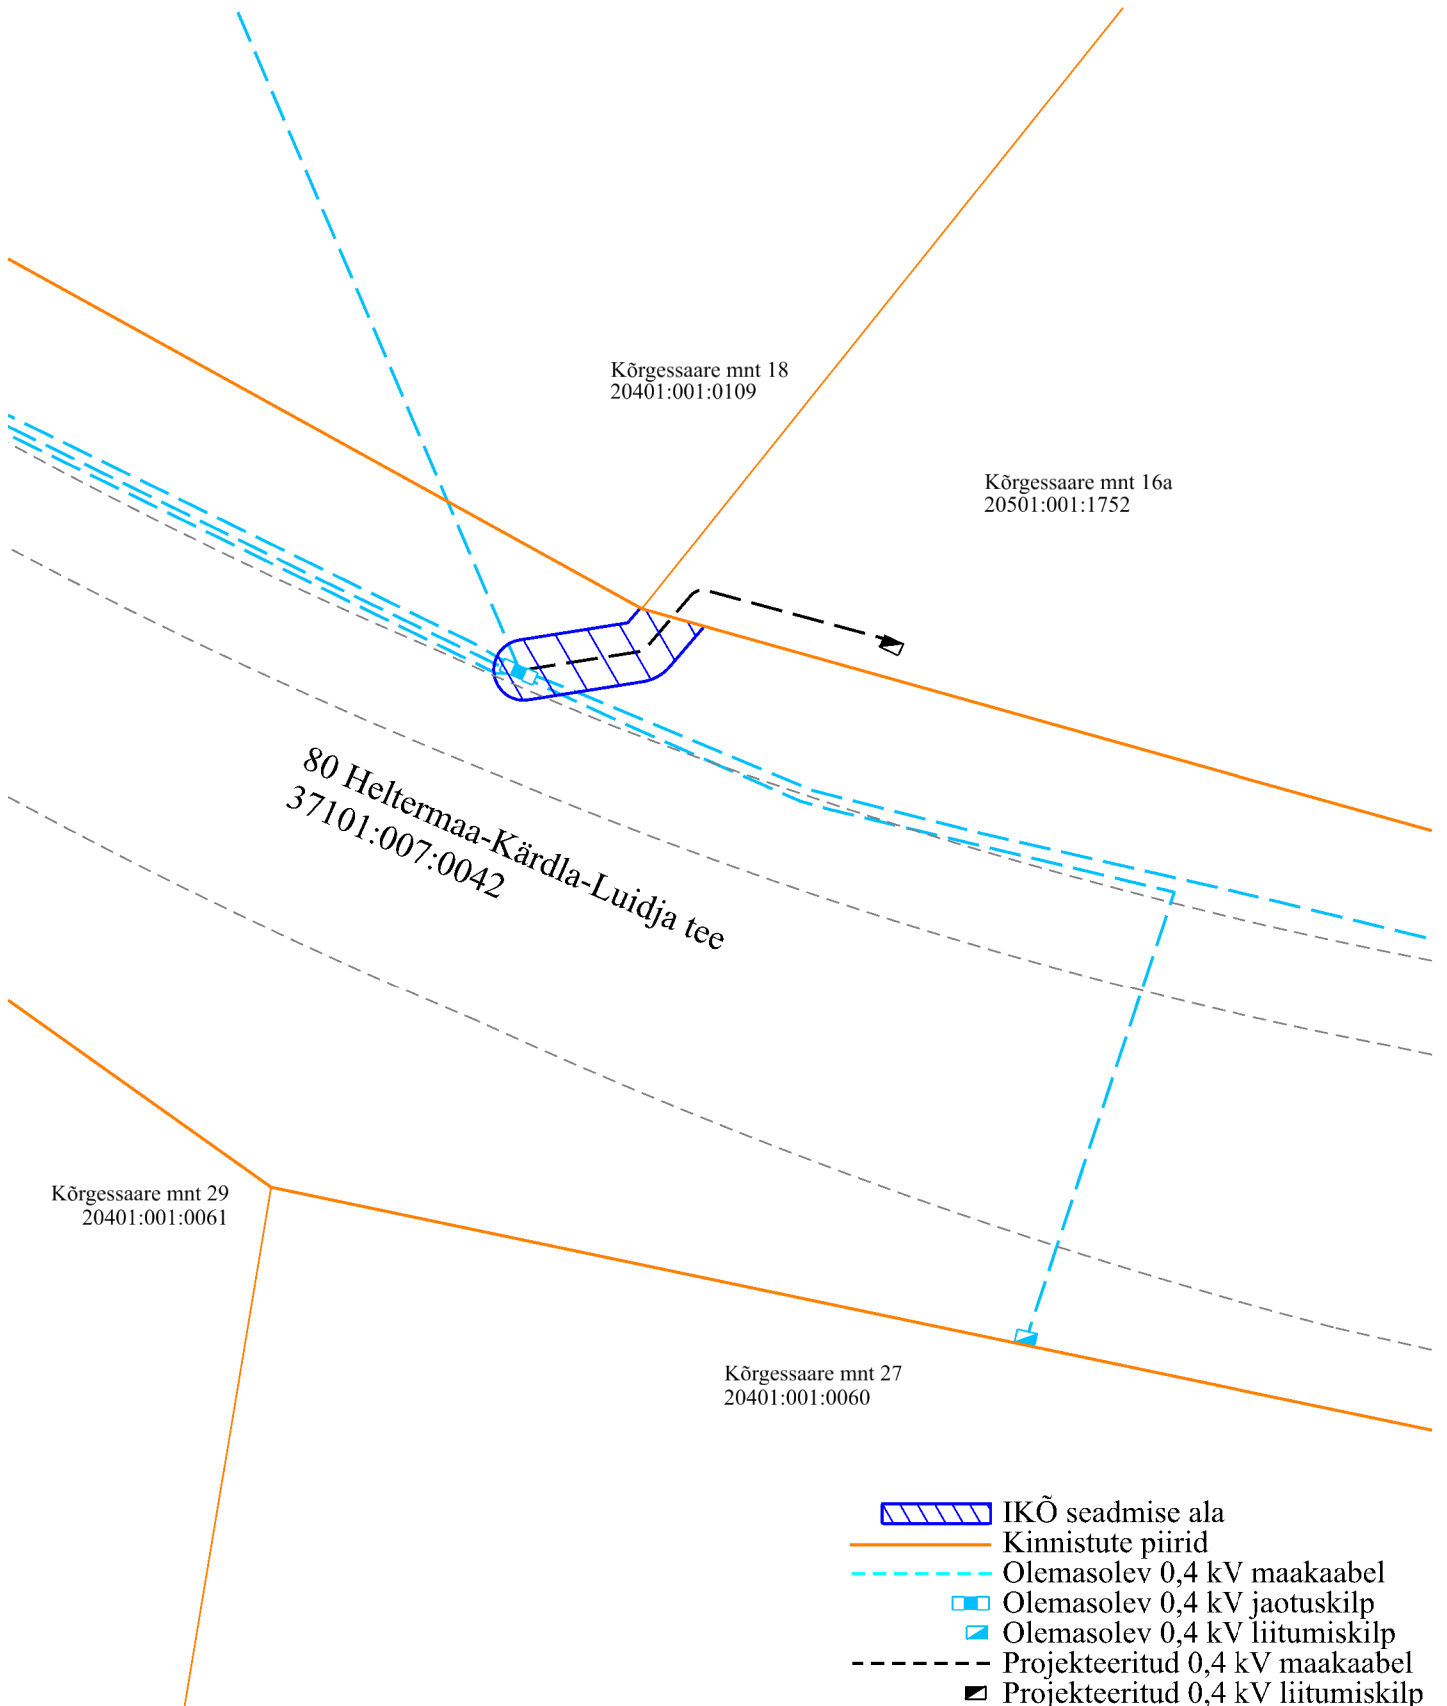 Kõrgessaare mnt 18
20401:001:0109
Kõrgessaare mnt 16a
20501:001:1752
80 Heltermaa-Kärdla-Luidja tee
37101:007:0042
Kõrgessaare mnt 29
20401:001:0061
Kõrgessaare mnt 27
20401:001:0060
IKÕ seadmise ala
Kinnistute piirid
Olemasolev 0,4 kV maakaabel
Olemasolev 0,4 kV jaotuskilp
Olemasolev 0,4 kV liitumiskilp
Projekteeritud 0,4 kV maakaabel
Projekteeritud 0,4 kV liitumiskilp